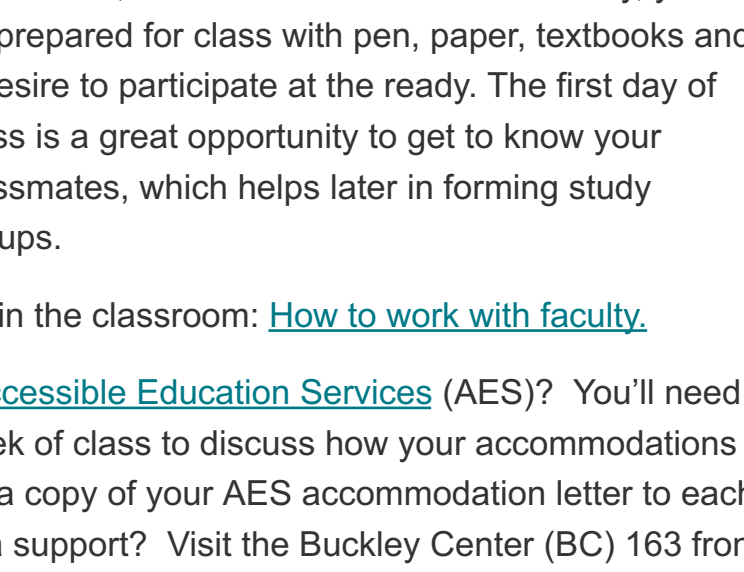 prepared for class with pen, paper, textbooks and
esire to participate at the ready. The first day of
ss is a great opportunity to get to know your
ssmates, which helps later in forming study
ups.
in the classroom: How to work with faculty.
ccessible Education Services (AES)?  You’ll need
ek of class to discuss how your accommodations
a copy of your AES accommodation letter to each
support?  Visit the Buckley Center (BC) 163 from